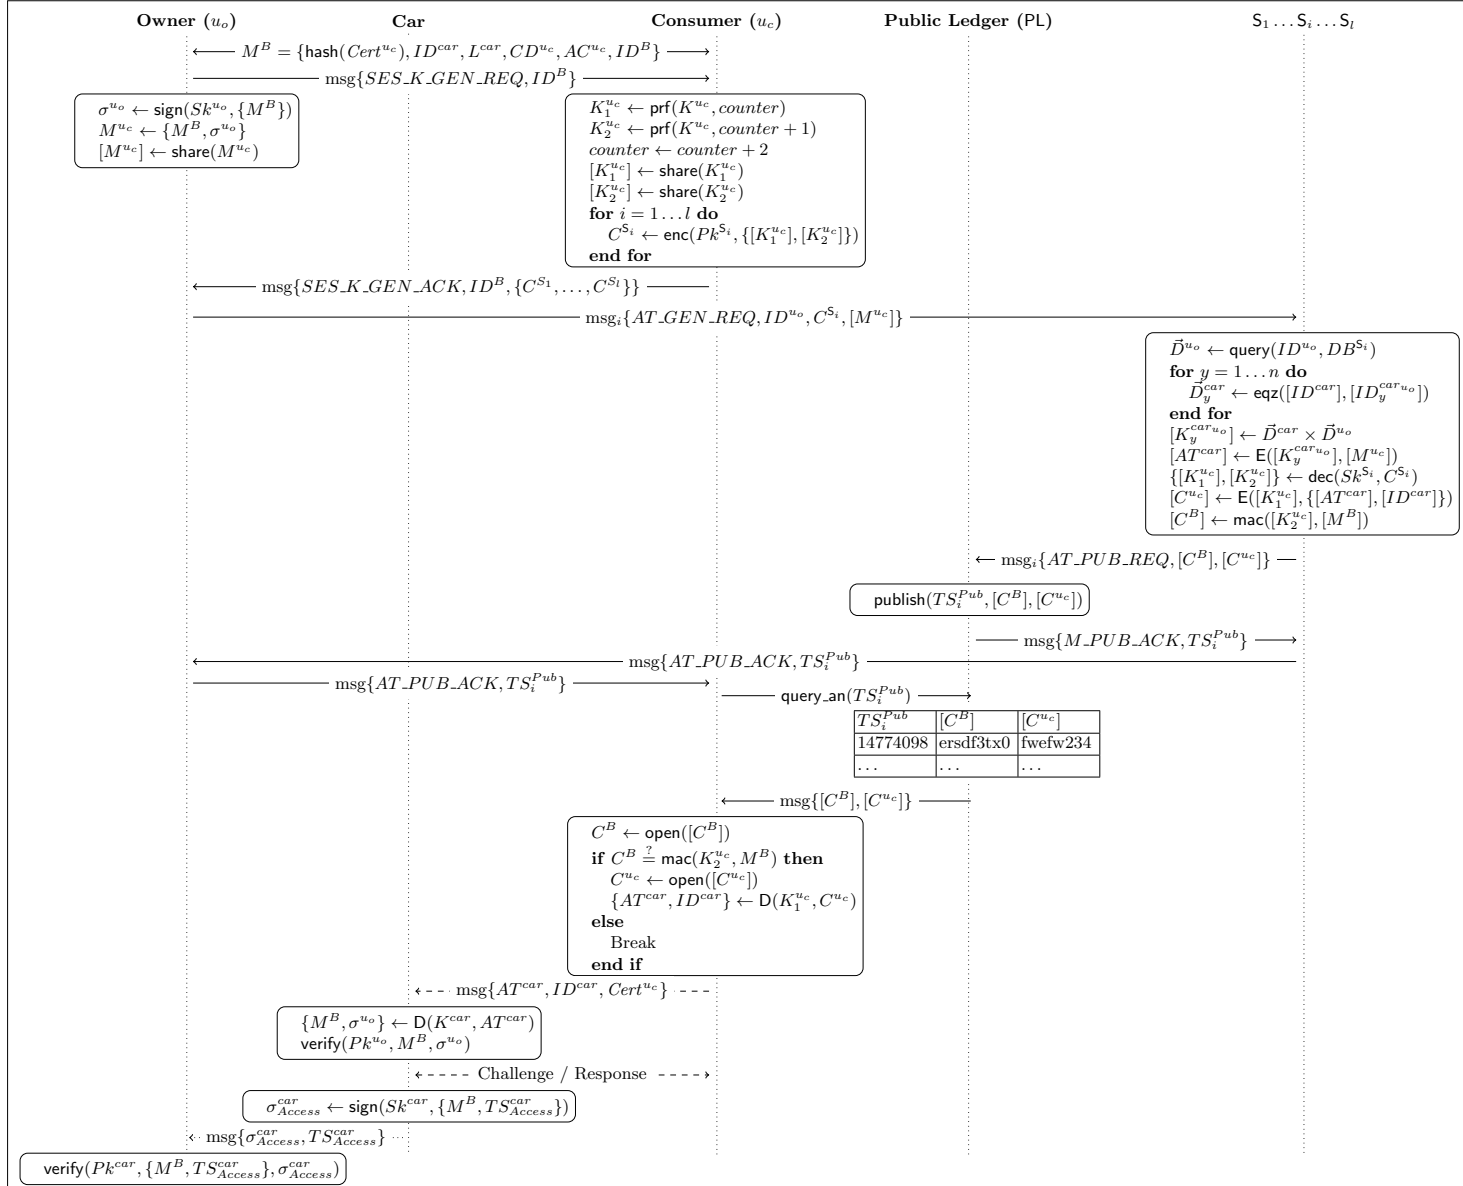 Owner (u_o) Car Consumer (u_c) Public Ledger (PL) S_1 … S_i … S_l
M^B = {hash(Cert^{u_c}), ID^{car}, L^{car}, CD^{u_c}, AC^{u_c}, ID^B}
msg{SES_K_GEN_REQ, ID^B}
σ^{u_o} ← sign(Sk^{u_o}, {M^B})
M^{u_c} ← {M^B, σ^{u_o}}
[M^{u_c}] ← share(M^{u_c})
K_1^{u_c} ← prf(K^{u_c}, counter)
K_2^{u_c} ← prf(K^{u_c}, counter + 1)
counter ← counter + 2
[K_1^{u_c}] ← share(K_1^{u_c})
[K_2^{u_c}] ← share(K_2^{u_c})
for i = 1 … l do
C^{S_i} ← enc(Pk^{S_i}, {[K_1^{u_c}], [K_2^{u_c}]})
end for
msg{SES_K_GEN_ACK, ID^B, {C^{S_1}, …, C^{S_l}}}
msg_i{AT_GEN_REQ, ID^{u_o}, C^{S_i}, [M^{u_c}]}
D⃗^{u_o} ← query(ID^{u_o}, DB^{S_i})
for y = 1 … n do
D⃗_y^{car} ← eqz([ID^{car}], [ID_y^{car_{u_o}}])
end for
[K_y^{car_{u_o}}] ← D⃗^{car} × D⃗^{u_o}
[AT^{car}] ← E([K_y^{car_{u_o}}], [M^{u_c}])
{[K_1^{u_c}], [K_2^{u_c}]} ← dec(Sk^{S_i}, C^{S_i})
[C^{u_c}] ← E([K_1^{u_c}], {[AT^{car}], [ID^{car}]})
[C^B] ← mac([K_2^{u_c}], [M^B])
msg_i{AT_PUB_REQ, [C^B], [C^{u_c}]}
publish(TS_i^{Pub}, [C^B], [C^{u_c}])
msg{M_PUB_ACK, TS_i^{Pub}}
msg{AT_PUB_ACK, TS_i^{Pub}}
msg{AT_PUB_ACK, TS_i^{Pub}}
query_an(TS_i^{Pub})
TS_i^{Pub} [C^B] [C^{u_c}]
14774098 ersdf3tx0 fwefw234
… … …
msg{[C^B], [C^{u_c}]}
C^B ← open([C^B])
if C^B ≟ mac(K_2^{u_c}, M^B) then
C^{u_c} ← open([C^{u_c}])
{AT^{car}, ID^{car}} ← D(K_1^{u_c}, C^{u_c})
else
Break
end if
msg{AT^{car}, ID^{car}, Cert^{u_c}}
{M^B, σ^{u_o}} ← D(K^{car}, AT^{car})
verify(Pk^{u_o}, M^B, σ^{u_o})
Challenge / Response
σ_{Access}^{car} ← sign(Sk^{car}, {M^B, TS_{Access}^{car}})
msg{σ_{Access}^{car}, TS_{Access}^{car}}
verify(Pk^{car}, {M^B, TS_{Access}^{car}}, σ_{Access}^{car})